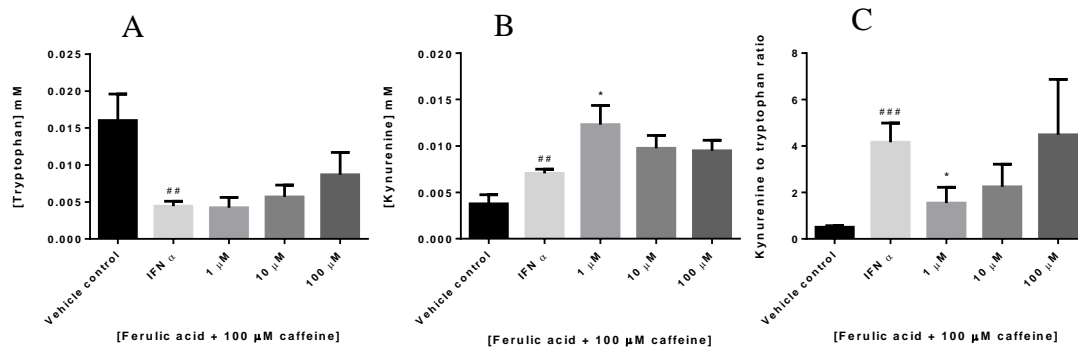 A
[Tryptophan] mM
0.025
0.020
0.015
0.010
0.005
0.000
##
Vehicle control
IFN α
1 μM
10 μM
100 μM
[Ferulic acid + 100 μM caffeine]
B
[Kynurenine] mM
0.020
0.015
0.010
0.005
0.000
##
*
Vehicle control
IFN α
1 μM
10 μM
100 μM
[Ferulic acid + 100 μM caffeine]
C
Kynnurenine to tryptophan ratio
8
6
4
2
0
###
*
Vehicle control
IFN α
1 μM
10 μM
100 μM
[Ferulic acid + 100 μM caffeine]